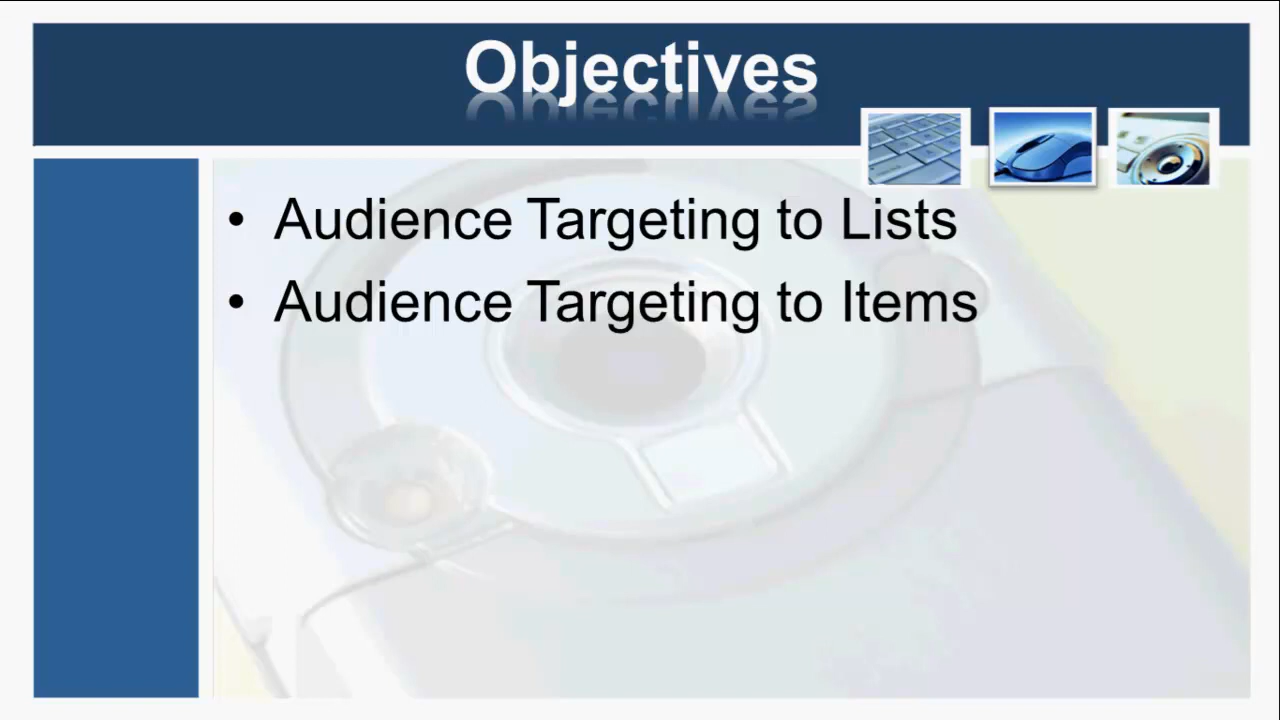 Objectives
• Audience Targeting to Lists
• Audience Targeting to Items